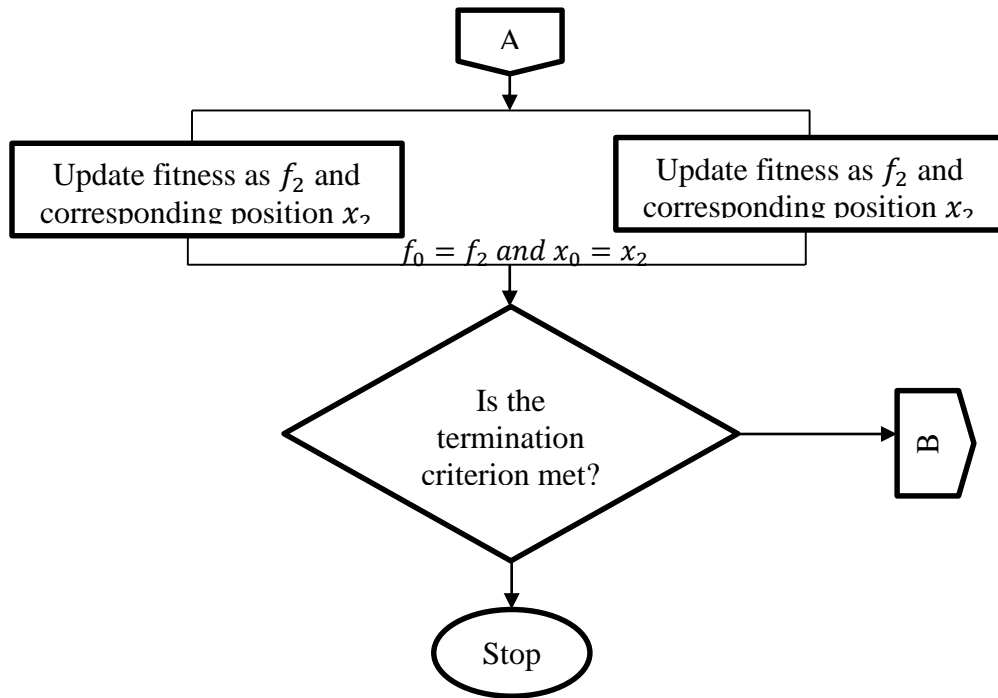 A
Update fitness as 𝑓₂ and
corresponding position 𝑥₂
Update fitness as 𝑓₂ and
corresponding position 𝑥₂
𝑓₀ = 𝑓₂ 𝑎𝑛𝑑 𝑥₀ = 𝑥₂
Is the
termination
criterion met?
B
Stop